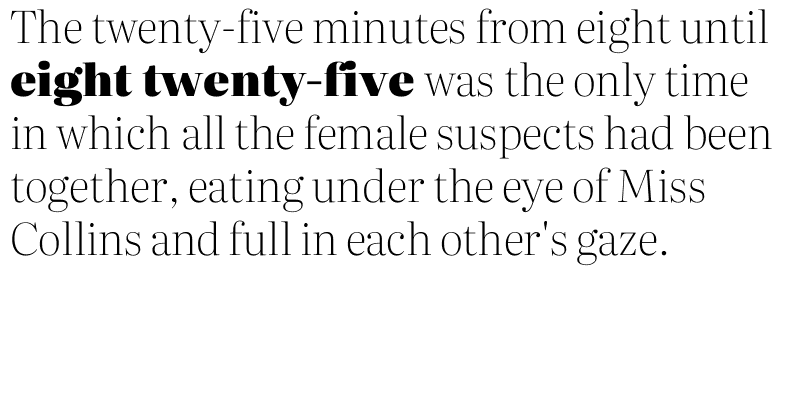 The twenty-five minutes from eight until
eight twenty-five was the only time
in which all the female suspects had been
together, eating under the eye of Miss
Collins and full in each other's gaze.